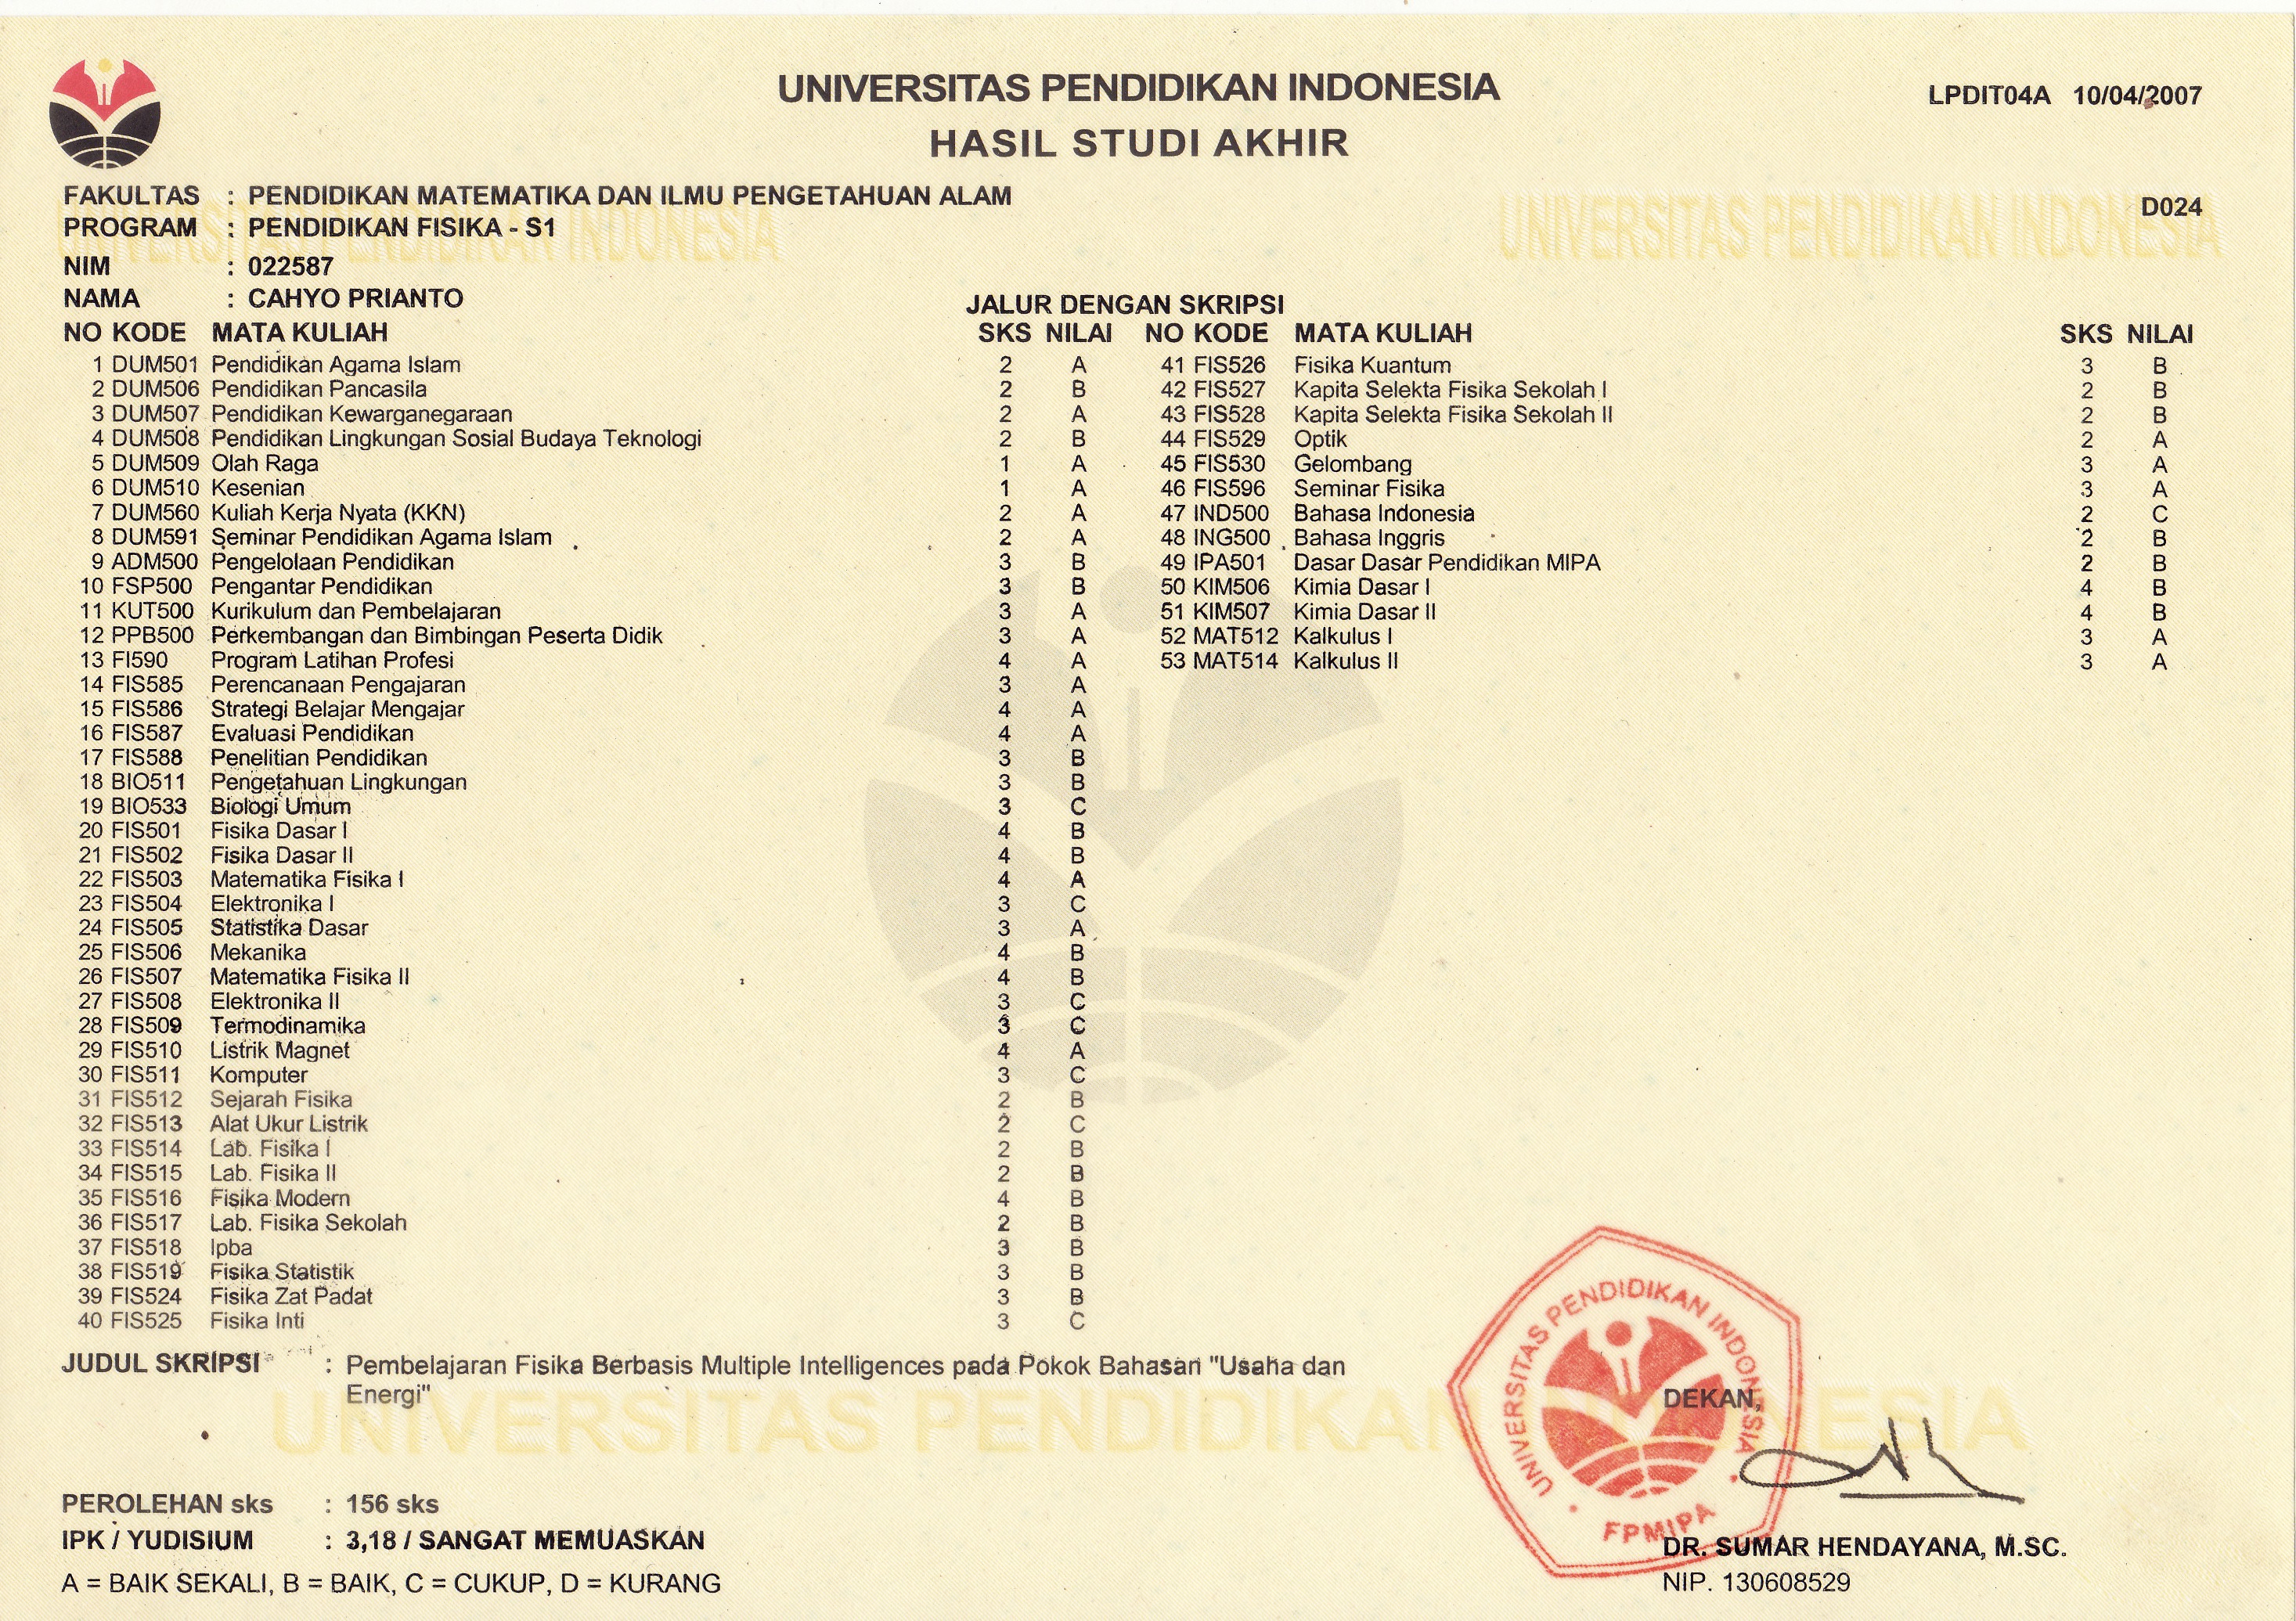 UNIVERSITAS PENDIDIKAN INDONESIA
HASIL STUDI AKHIR
LPDIT04A 10/04/2007
FAKULTAS : PENDIDIKAN MATEMATIKA DAN ILMU PENGETAHUAN ALAM
D024
PROGRAM : PENDIDIKAN FISIKA - S1
NIM : 022587
NAMA : CAHYO PRIANTO
JALUR DENGAN SKRIPSI
NO KODE MATA KULIAH SKS NILAI
1 DUM501 Pendidikan Agama Islam 2 A
2 DUM506 Pendidikan Pancasila 2 B
3 DUM507 Pendidikan Kewarganegaraan 2 A
4 DUM508 Pendidikan Lingkungan Sosial Budaya Teknologi 2 B
5 DUM509 Olah Raga 1 A
6 DUM510 Kesenian 1 A
7 DUM560 Kuliah Kerja Nyata (KKN) 2 A
8 DUM591 Seminar Pendidikan Agama Islam 2 A
9 ADM500 Pengelolaan Pendidikan 3 B
10 FSP500 Pengantar Pendidikan 3 B
11 KUT500 Kurikulum dan Pembelajaran 3 A
12 PPB500 Perkembangan dan Bimbingan Peserta Didik 3 A
13 FI590 Program Latihan Profesi 4 A
14 FIS585 Perencanaan Pengajaran 3 A
15 FIS586 Strategi Belajar Mengajar 4 A
16 FIS587 Evaluasi Pendidikan 4 A
17 FIS588 Penelitian Pendidikan 3 B
18 BIO511 Pengetahuan Lingkungan 3 B
19 BIO533 Biologi Umum 3 C
20 FIS501 Fisika Dasar I 4 B
21 FIS502 Fisika Dasar II 4 B
22 FIS503 Matematika Fisika I 4 A
23 FIS504 Elektronika I 3 C
24 FIS505 Statistika Dasar 3 A
25 FIS506 Mekanika 4 B
26 FIS507 Matematika Fisika II 4 B
27 FIS508 Elektronika II 3 C
28 FIS509 Termodinamika 3 C
29 FIS510 Listrik Magnet 4 A
30 FIS511 Komputer 3 C
31 FIS512 Sejarah Fisika 2 B
32 FIS513 Alat Ukur Listrik 2 C
33 FIS514 Lab. Fisika I 2 B
34 FIS515 Lab. Fisika II 2 B
35 FIS516 Fisika Modern 4 B
36 FIS517 Lab. Fisika Sekolah 2 B
37 FIS518 Ipba 3 B
38 FIS519 Fisika Statistik 3 B
39 FIS524 Fisika Zat Padat 3 B
40 FIS525 Fisika Inti 3 C
NO KODE MATA KULIAH SKS NILAI
41 FIS526 Fisika Kuantum 3 B
42 FIS527 Kapita Selekta Fisika Sekolah I 2 B
43 FIS528 Kapita Selekta Fisika Sekolah II 2 B
44 FIS529 Optik 2 A
45 FIS530 Gelombang 3 A
46 FIS596 Seminar Fisika 3 A
47 IND500 Bahasa Indonesia 2 C
48 ING500 Bahasa Inggris 2 B
49 IPA501 Dasar Dasar Pendidikan MIPA 2 B
50 KIM506 Kimia Dasar I 4 B
51 KIM507 Kimia Dasar II 4 B
52 MAT512 Kalkulus I 3 A
53 MAT514 Kalkulus II 3 A
JUDUL SKRIPSI : Pembelajaran Fisika Berbasis Multiple Intelligences pada Pokok Bahasan "Usaha dan
Energi"
PEROLEHAN sks : 156 sks
IPK / YUDISIUM : 3,18 / SANGAT MEMUASKAN
A = BAIK SEKALI, B = BAIK, C = CUKUP, D = KURANG
DEKAN,
UNIVERSITAS PENDIDIKAN INDONESIA
FPMIPA
DR. SUMAR HENDAYANA, M.SC.
NIP. 130608529
UNIVERSITAS PENDIDIKAN INDONESIA
UNIVERSITAS PENDIDIKAN INDONESIA
UNIVERSITAS PENDIDIKAN INDONESIA